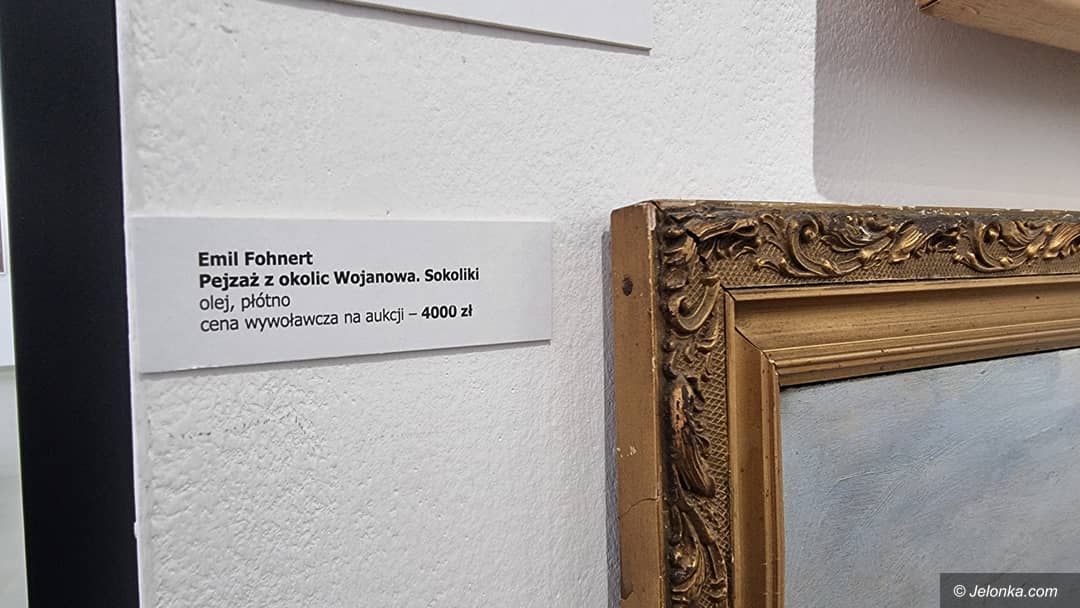 Emil Fohnert
Pejzaż z okolic Wojanowa. Sokoliki
olej, płótno
cena wywoławcza na aukcji – 4000 zł
© Jelonka.com